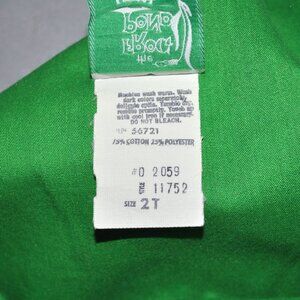 the
Machine wash warm. Wash
dark colors separately,
delicate cycle. Tumble dry,
remove promptly. Touch up
with cool iron if necessary.
DO NOT BLEACH.
56721
75% COTTON 25% POLYESTER
#0 2059
11752
SIZE 2T